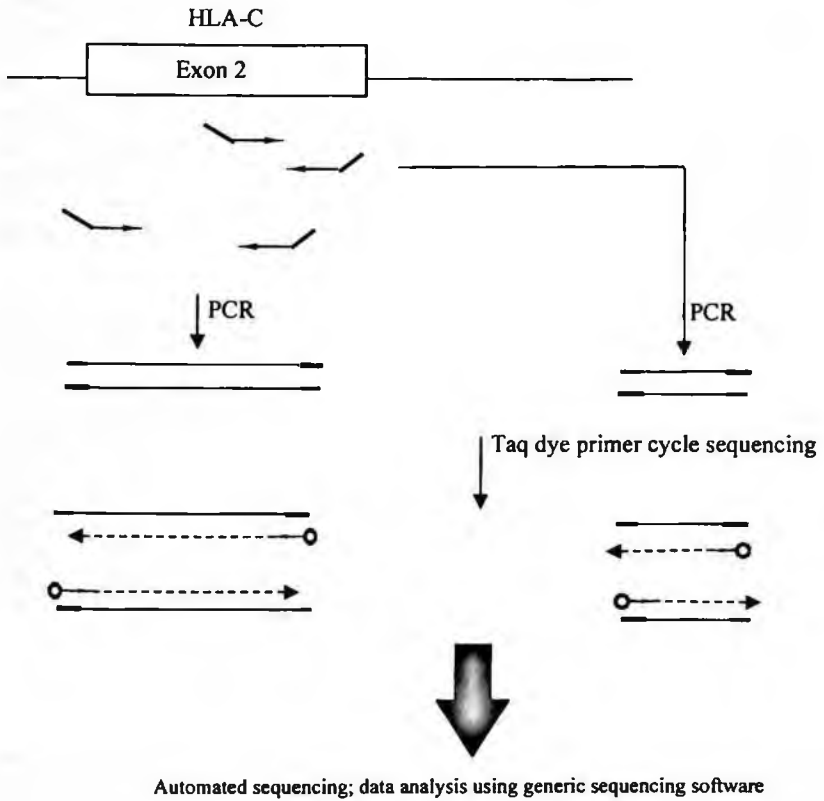 HLA-C
Exon 2
PCR
PCR
Taq dye primer cycle sequencing
Automated sequencing; data analysis using generic sequencing software